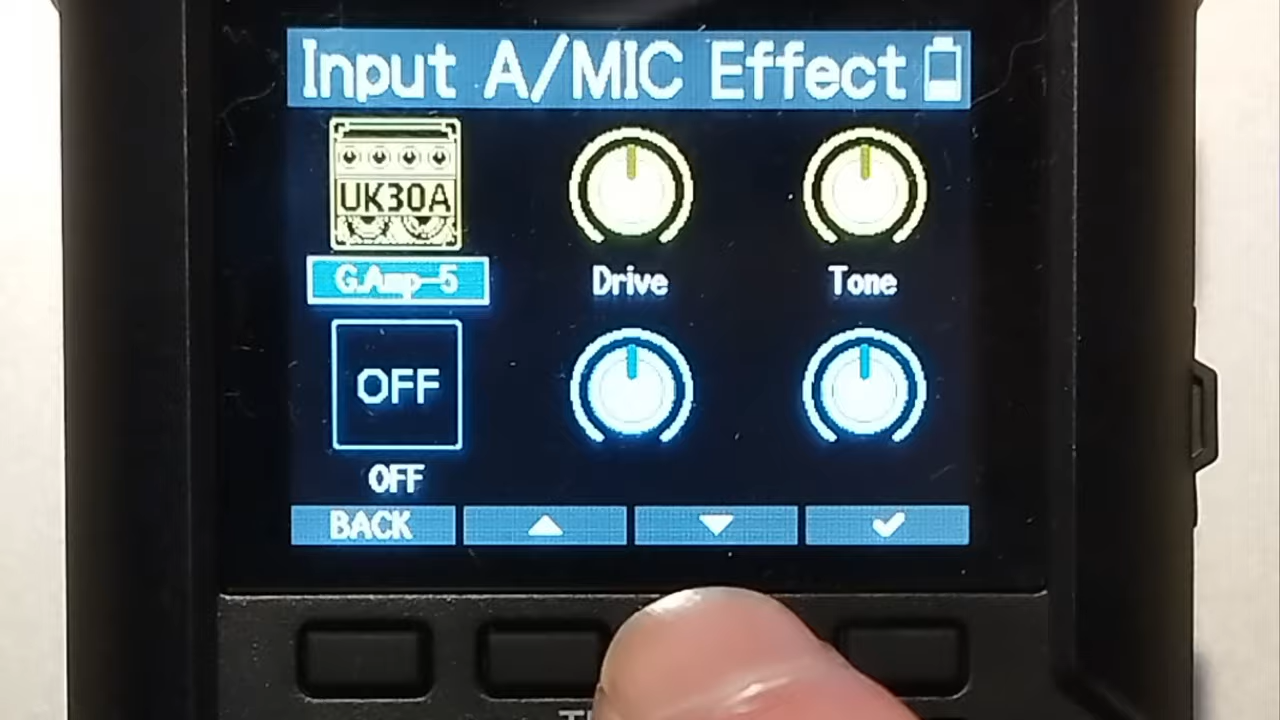 Input A/MIC Effect
UK30A
G.Amp-5 Drive Tone
OFF
OFF
BACK